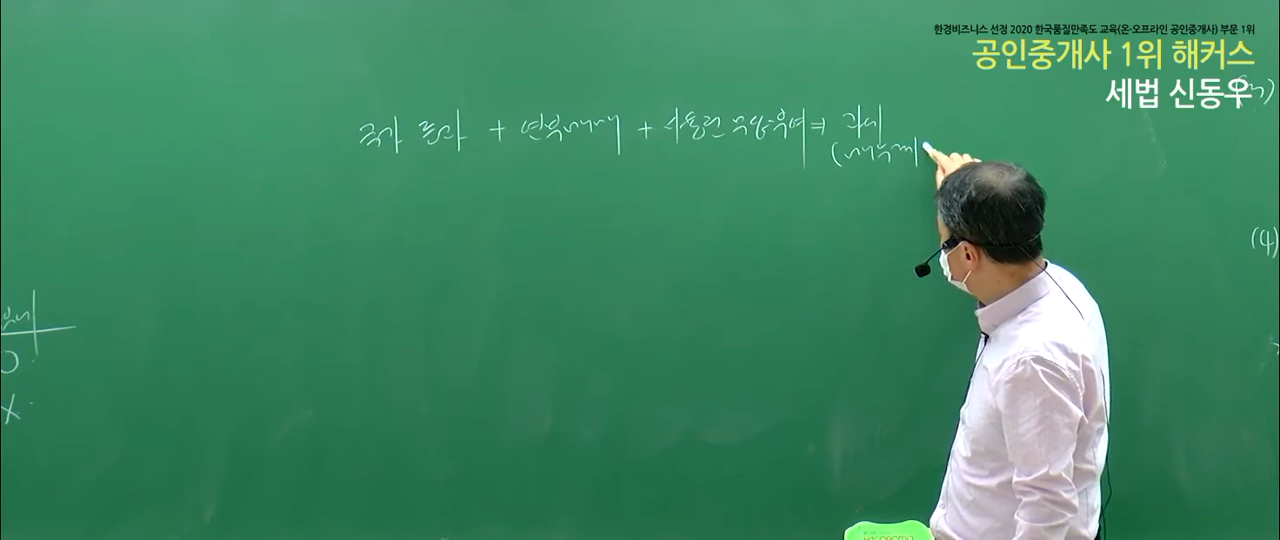 한경비즈니스 선정 2020 한국품질만족도 교육(온·오프라인 공인중개사) 부문 1위
공인중개사 1위 해커스
세법 신동우
국가 등과 + 연부매매 + 사용권 무상부여 ⇒ 과세
(매수자
(4)
O
X